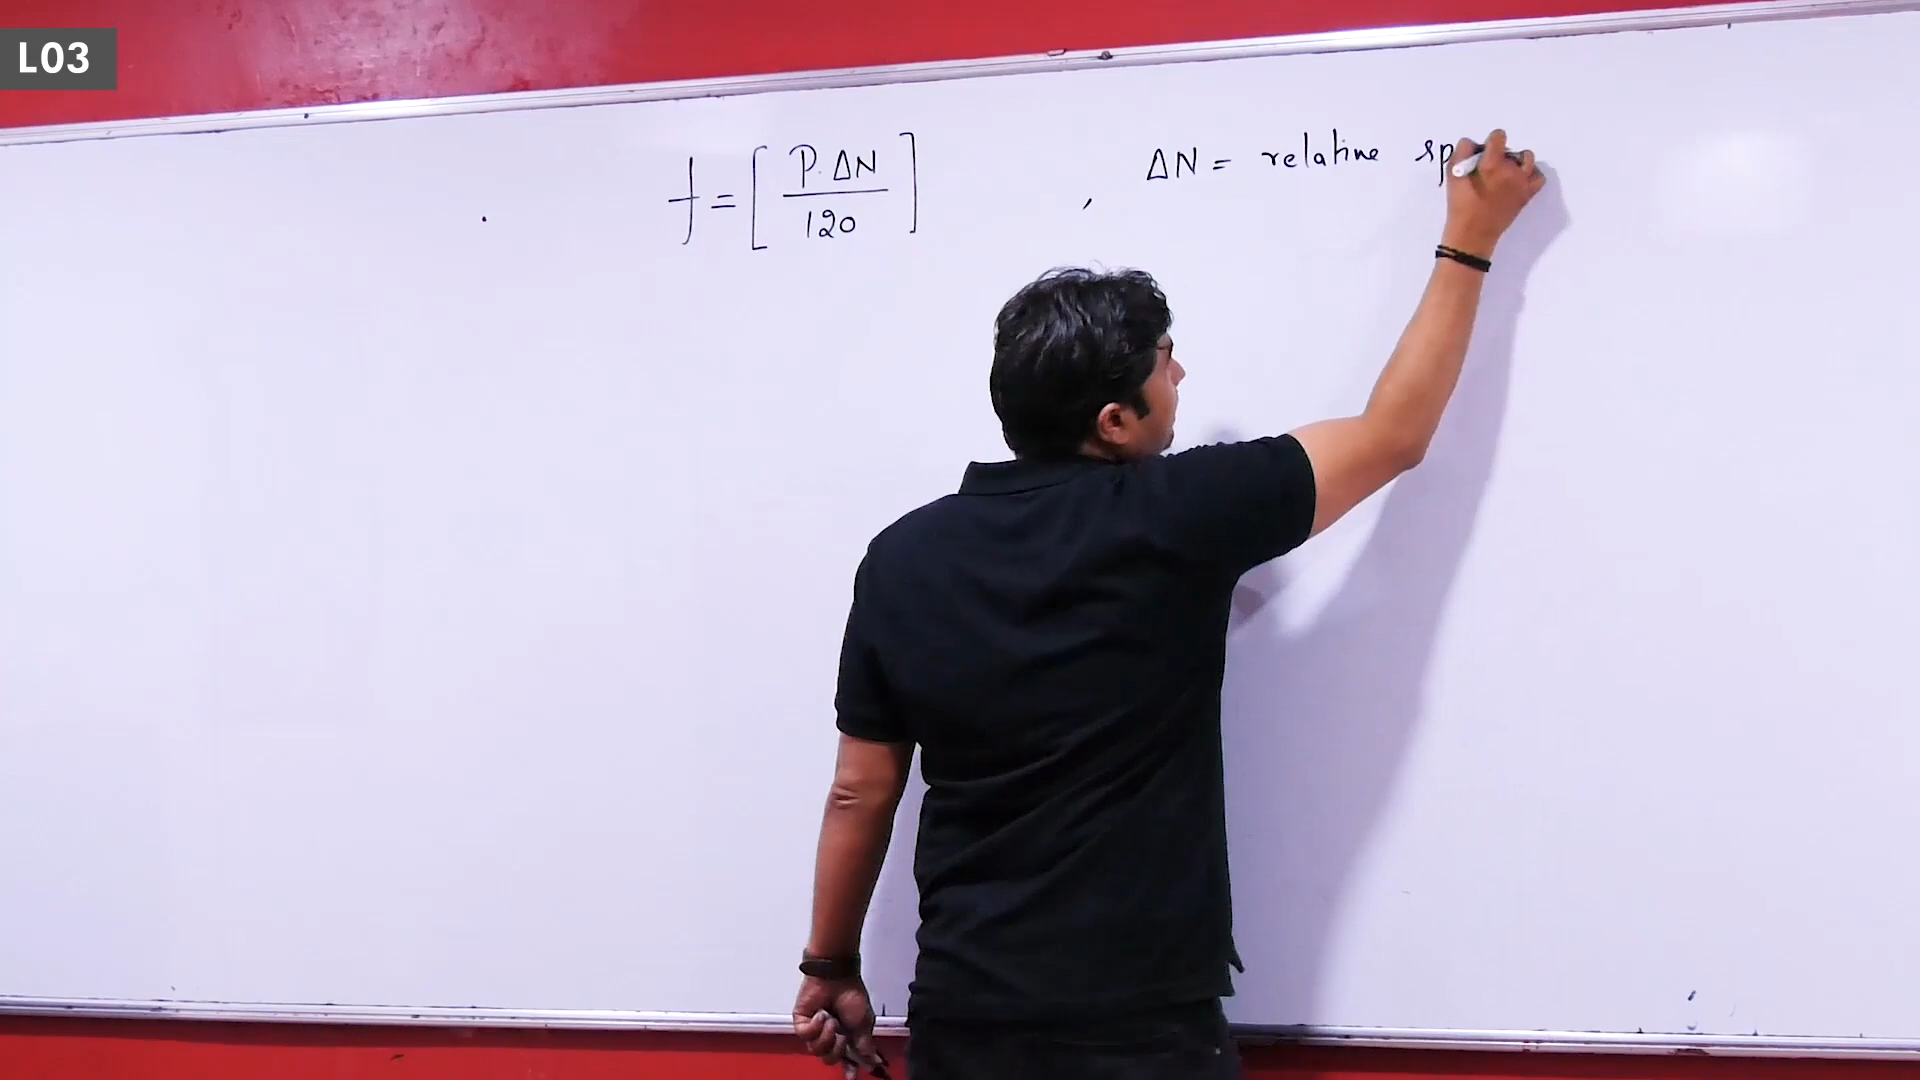 L03
f = [ P. ΔN / 120 ] , ΔN = relative sp